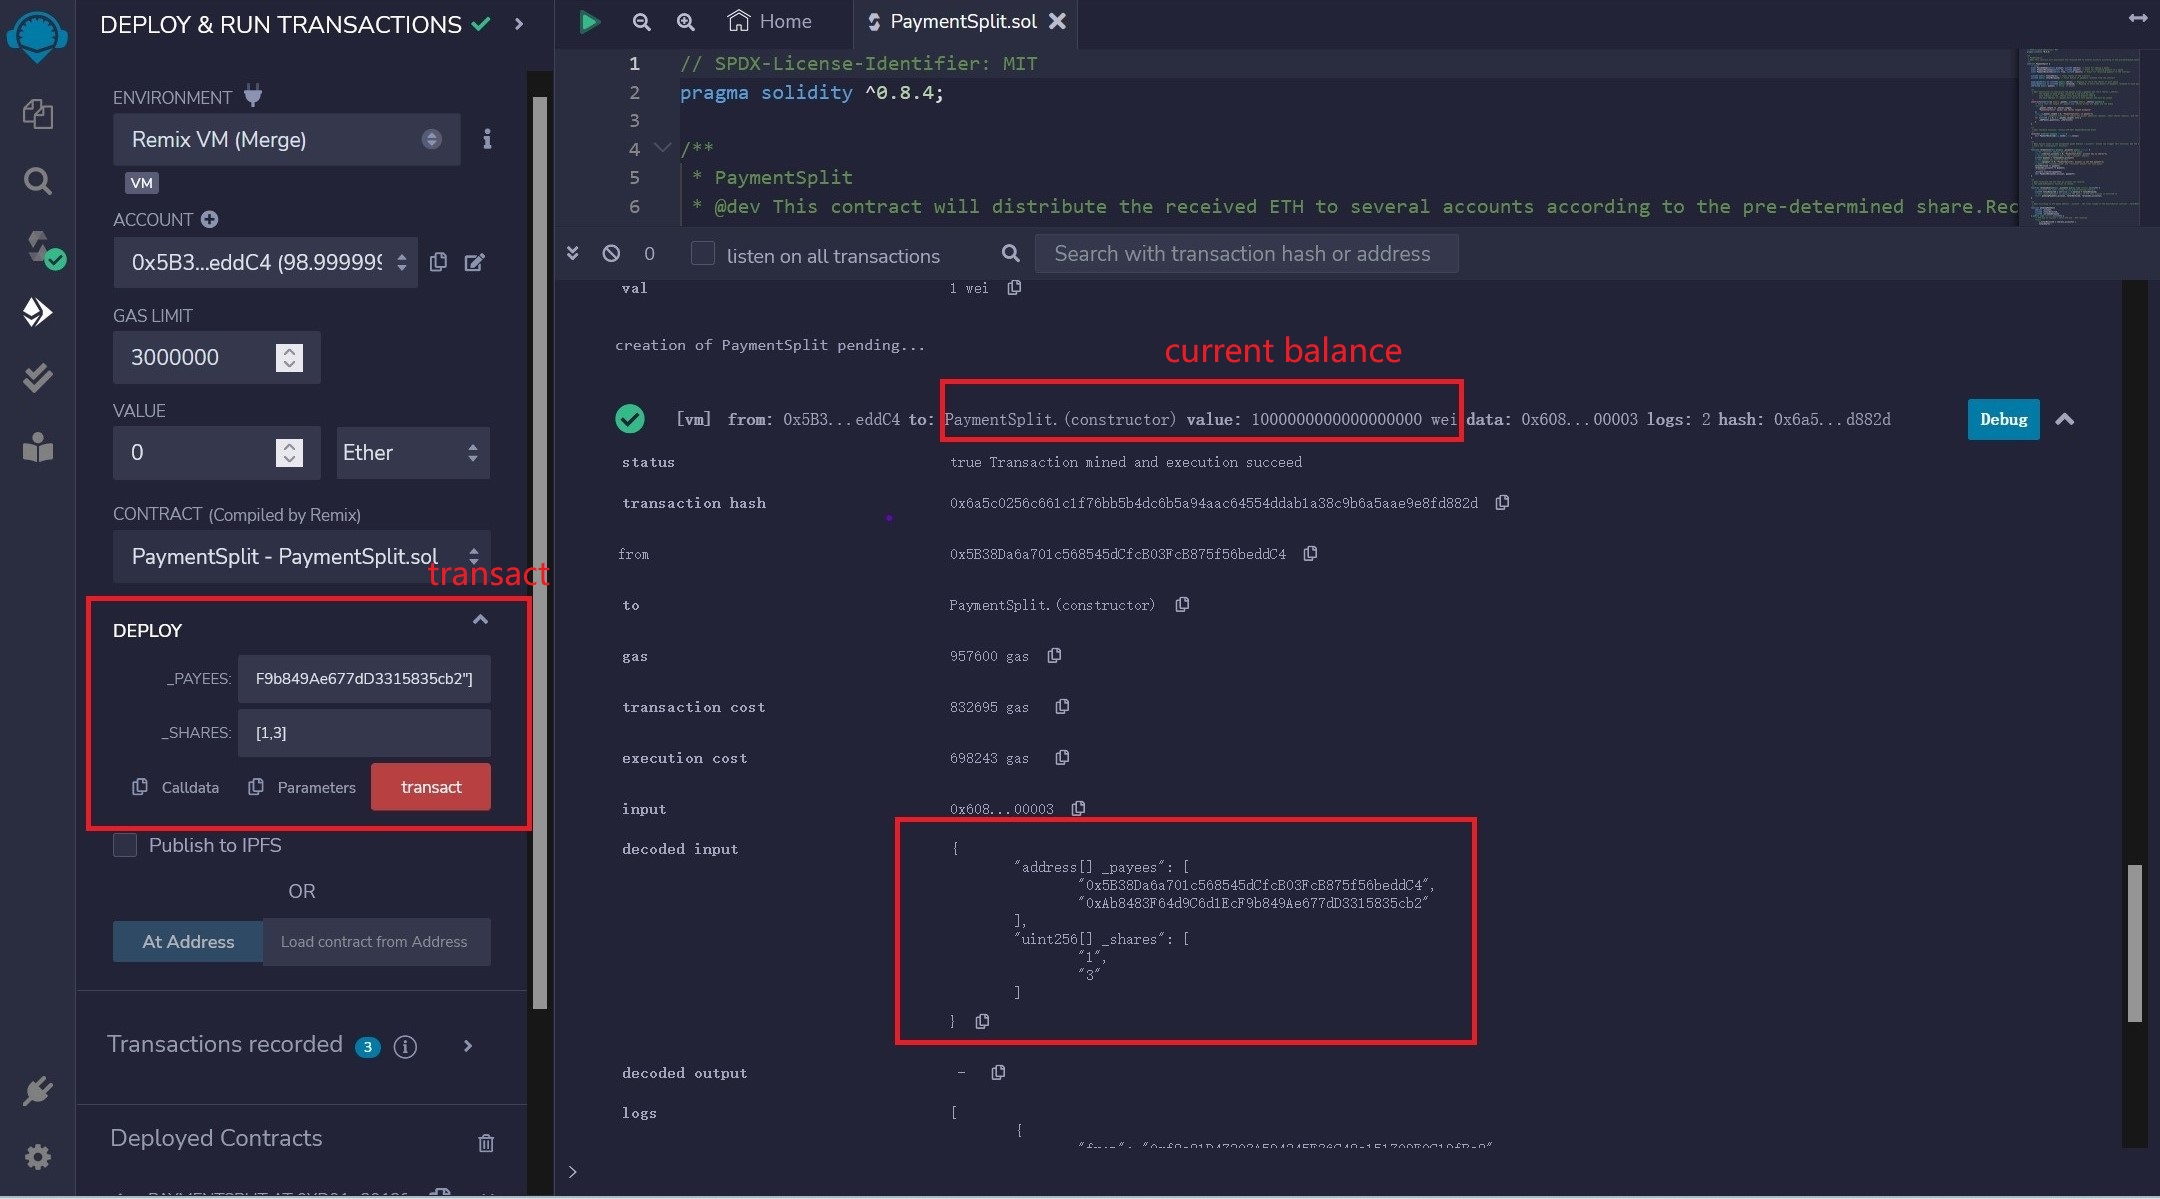 DEPLOY & RUN TRANSACTIONS
ENVIRONMENT
Remix VM (Merge)
VM
ACCOUNT
0x5B3...eddC4 (98.999999
GAS LIMIT
3000000
VALUE
0
Ether
CONTRACT (Compiled by Remix)
PaymentSplit - PaymentSplit.sol
transact
DEPLOY
_PAYEES: F9b849Ae677dD3315835cb2"]
_SHARES: [1,3]
Calldata Parameters transact
Publish to IPFS
OR
At Address Load contract from Address
Transactions recorded 3 i
Deployed Contracts
Home PaymentSplit.sol
1 // SPDX-License-Identifier: MIT
2 pragma solidity ^0.8.4;
3
4 /**
5 * PaymentSplit
6 * @dev This contract will distribute the received ETH to several accounts according to the pre-determined share.Rec
0 listen on all transactions Search with transaction hash or address
val 1 wei
creation of PaymentSplit pending...
current balance
[vm] from: 0x5B3...eddC4 to: PaymentSplit.(constructor) value: 1000000000000000000 wei data: 0x608...00003 logs: 2 hash: 0x6a5...d882d Debug
status true Transaction mined and execution succeed
transaction hash 0x6a5c0256c661c1f76bb5b4dc6b5a94aac64554ddab1a38c9b6a5aae9e8fd882d
from 0x5B38Da6a701c568545dCfcB03FcB875f56beddC4
to PaymentSplit.(constructor)
gas 957600 gas
transaction cost 832695 gas
execution cost 698243 gas
input 0x608...00003
decoded input {
"address[] _payees": [
"0x5B38Da6a701c568545dCfcB03FcB875f56beddC4",
"0xAb8483F64d9C6d1EcF9b849Ae677dD3315835cb2"
],
"uint256[] _shares": [
"1",
"3"
]
}
decoded output -
logs [
{